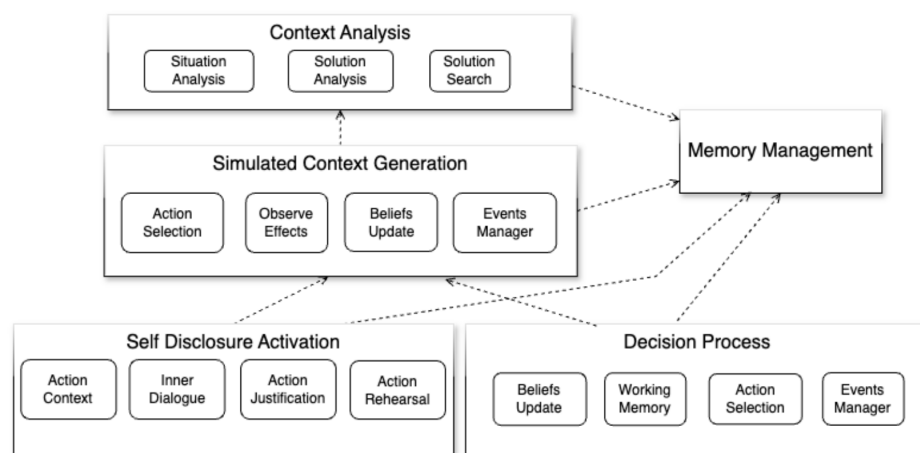 Context Analysis
Situation
Analysis
Solution
Analysis
Solution
Search
Memory Management
Simulated Context Generation
Action
Selection
Observe
Effects
Beliefs
Update
Events
Manager
Self Disclosure Activation
Action
Context
Inner
Dialogue
Action
Justification
Action
Rehearsal
Decision Process
Beliefs
Update
Working
Memory
Action
Selection
Events
Manager